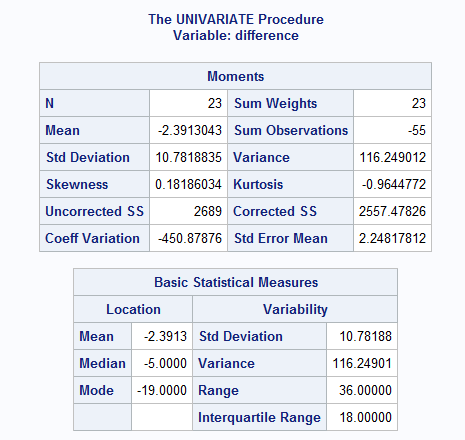 The UNIVARIATE Procedure
Variable: difference
Moments
N 23 Sum Weights 23
Mean -2.3913043 Sum Observations -55
Std Deviation 10.7818835 Variance 116.249012
Skewness 0.18186034 Kurtosis -0.9644772
Uncorrected SS 2689 Corrected SS 2557.47826
Coeff Variation -450.87876 Std Error Mean 2.24817812
Basic Statistical Measures
Location Variability
Mean -2.3913 Std Deviation 10.78188
Median -5.0000 Variance 116.24901
Mode -19.0000 Range 36.00000
Interquartile Range 18.00000